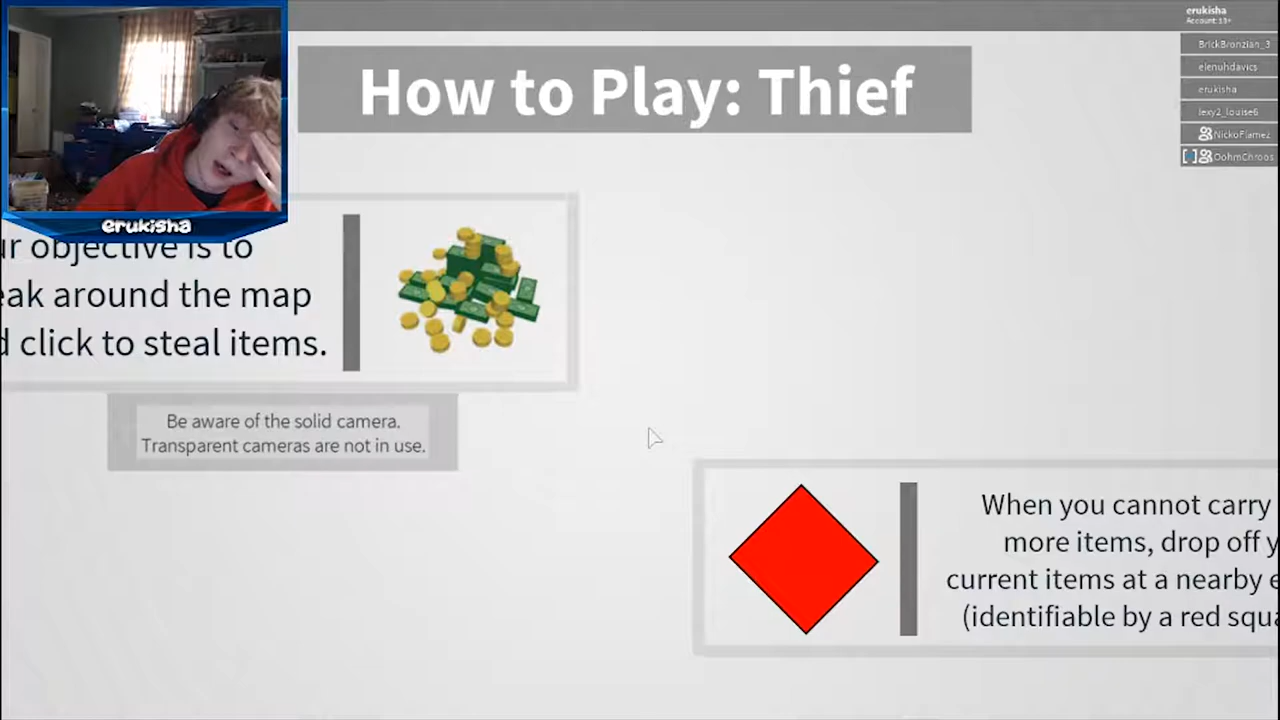 erukisha
Account: 13+
BrickBronzian_3
elenuhdavics
erukisha
lexy2_louise6
NickoFlamez
OohmChroos
How to Play: Thief
erukisha
ur objective is to
eak around the map
d click to steal items.
Be aware of the solid camera.
Transparent cameras are not in use.
When you cannot carry
more items, drop off y
current items at a nearby e
(identifiable by a red squa